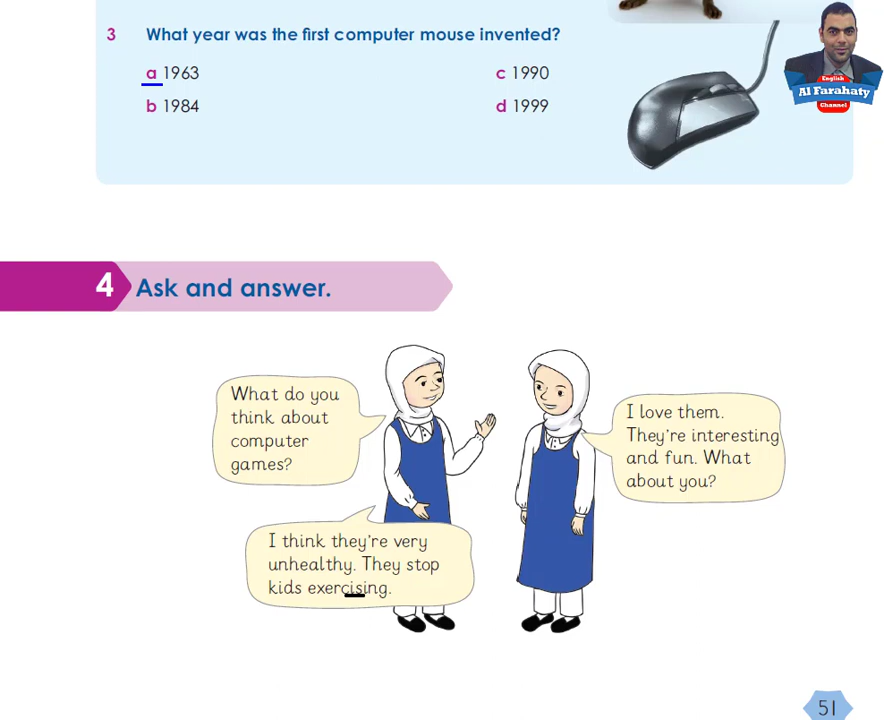 3 What year was the first computer mouse invented?
a 1963
c 1990
b 1984
d 1999
English
Al Farahaty
Channel
4 Ask and answer.
What do you
think about
computer
games?
I love them.
They're interesting
and fun. What
about you?
I think they're very
unhealthy. They stop
kids exercising.
51